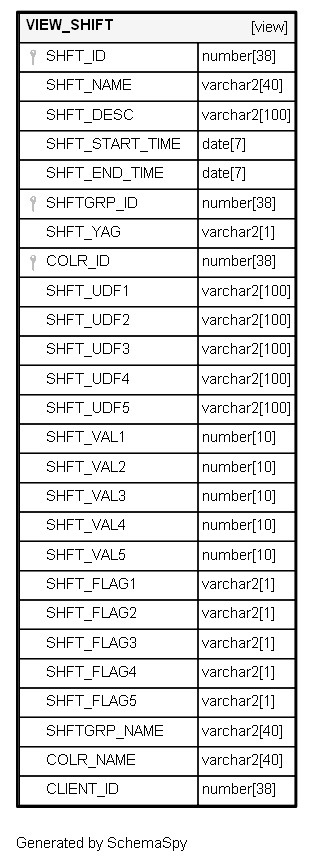 VIEW_SHIFT [view]
SHFT_ID number[38]
SHFT_NAME varchar2[40]
SHFT_DESC varchar2[100]
SHFT_START_TIME date[7]
SHFT_END_TIME date[7]
SHFTGRP_ID number[38]
SHFT_YAG varchar2[1]
COLR_ID number[38]
SHFT_UDF1 varchar2[100]
SHFT_UDF2 varchar2[100]
SHFT_UDF3 varchar2[100]
SHFT_UDF4 varchar2[100]
SHFT_UDF5 varchar2[100]
SHFT_VAL1 number[10]
SHFT_VAL2 number[10]
SHFT_VAL3 number[10]
SHFT_VAL4 number[10]
SHFT_VAL5 number[10]
SHFT_FLAG1 varchar2[1]
SHFT_FLAG2 varchar2[1]
SHFT_FLAG3 varchar2[1]
SHFT_FLAG4 varchar2[1]
SHFT_FLAG5 varchar2[1]
SHFTGRP_NAME varchar2[40]
COLR_NAME varchar2[40]
CLIENT_ID number[38]
Generated by SchemaSpy